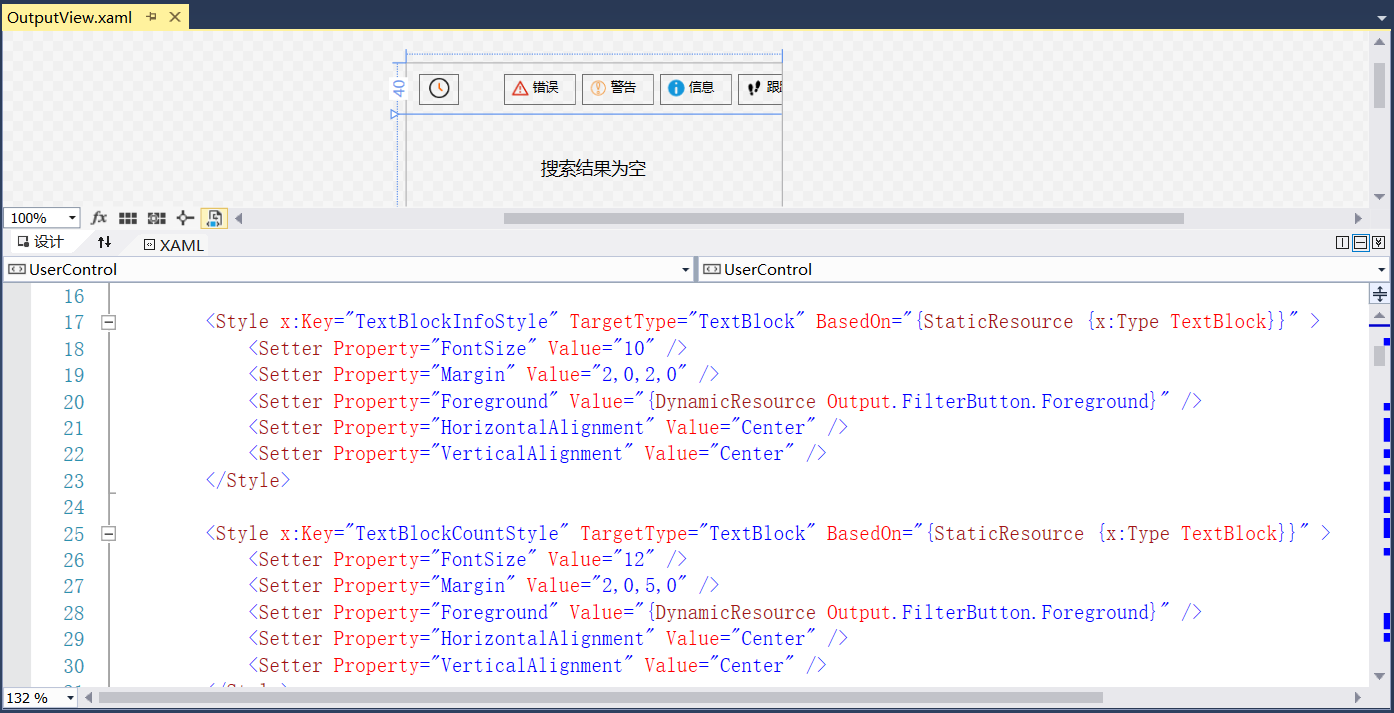 OutputView.xaml
40
错误 警告 信息
搜索结果为空
100% fx
设计 XAML
UserControl UserControl
16
17 <Style x:Key="TextBlockInfoStyle" TargetType="TextBlock" BasedOn="{StaticResource {x:Type TextBlock}}" >
18 <Setter Property="FontSize" Value="10" />
19 <Setter Property="Margin" Value="2,0,2,0" />
20 <Setter Property="Foreground" Value="{DynamicResource Output.FilterButton.Foreground}" />
21 <Setter Property="HorizontalAlignment" Value="Center" />
22 <Setter Property="VerticalAlignment" Value="Center" />
23 </Style>
24
25 <Style x:Key="TextBlockCountStyle" TargetType="TextBlock" BasedOn="{StaticResource {x:Type TextBlock}}" >
26 <Setter Property="FontSize" Value="12" />
27 <Setter Property="Margin" Value="2,0,5,0" />
28 <Setter Property="Foreground" Value="{DynamicResource Output.FilterButton.Foreground}" />
29 <Setter Property="HorizontalAlignment" Value="Center" />
30 <Setter Property="VerticalAlignment" Value="Center" />
132 %